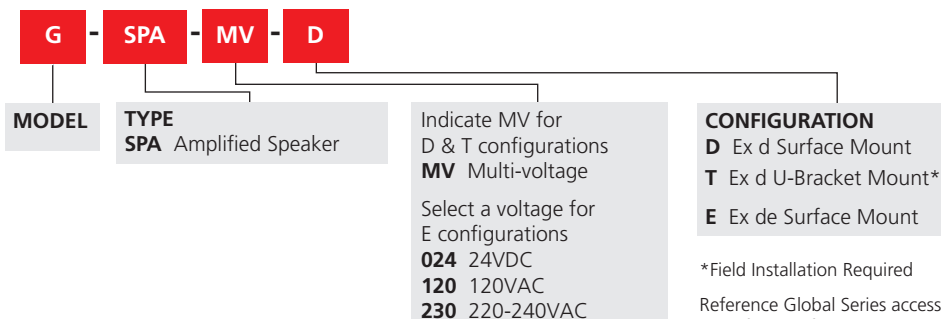 G - SPA - MV - D
MODEL
TYPE
SPA Amplified Speaker
Indicate MV for
D & T configurations
MV Multi-voltage
Select a voltage for
E configurations
024 24VDC
120 120VAC
230 220-240VAC
CONFIGURATION
D Ex d Surface Mount
T Ex d U-Bracket Mount*
E Ex de Surface Mount
*Field Installation Required
Reference Global Series access